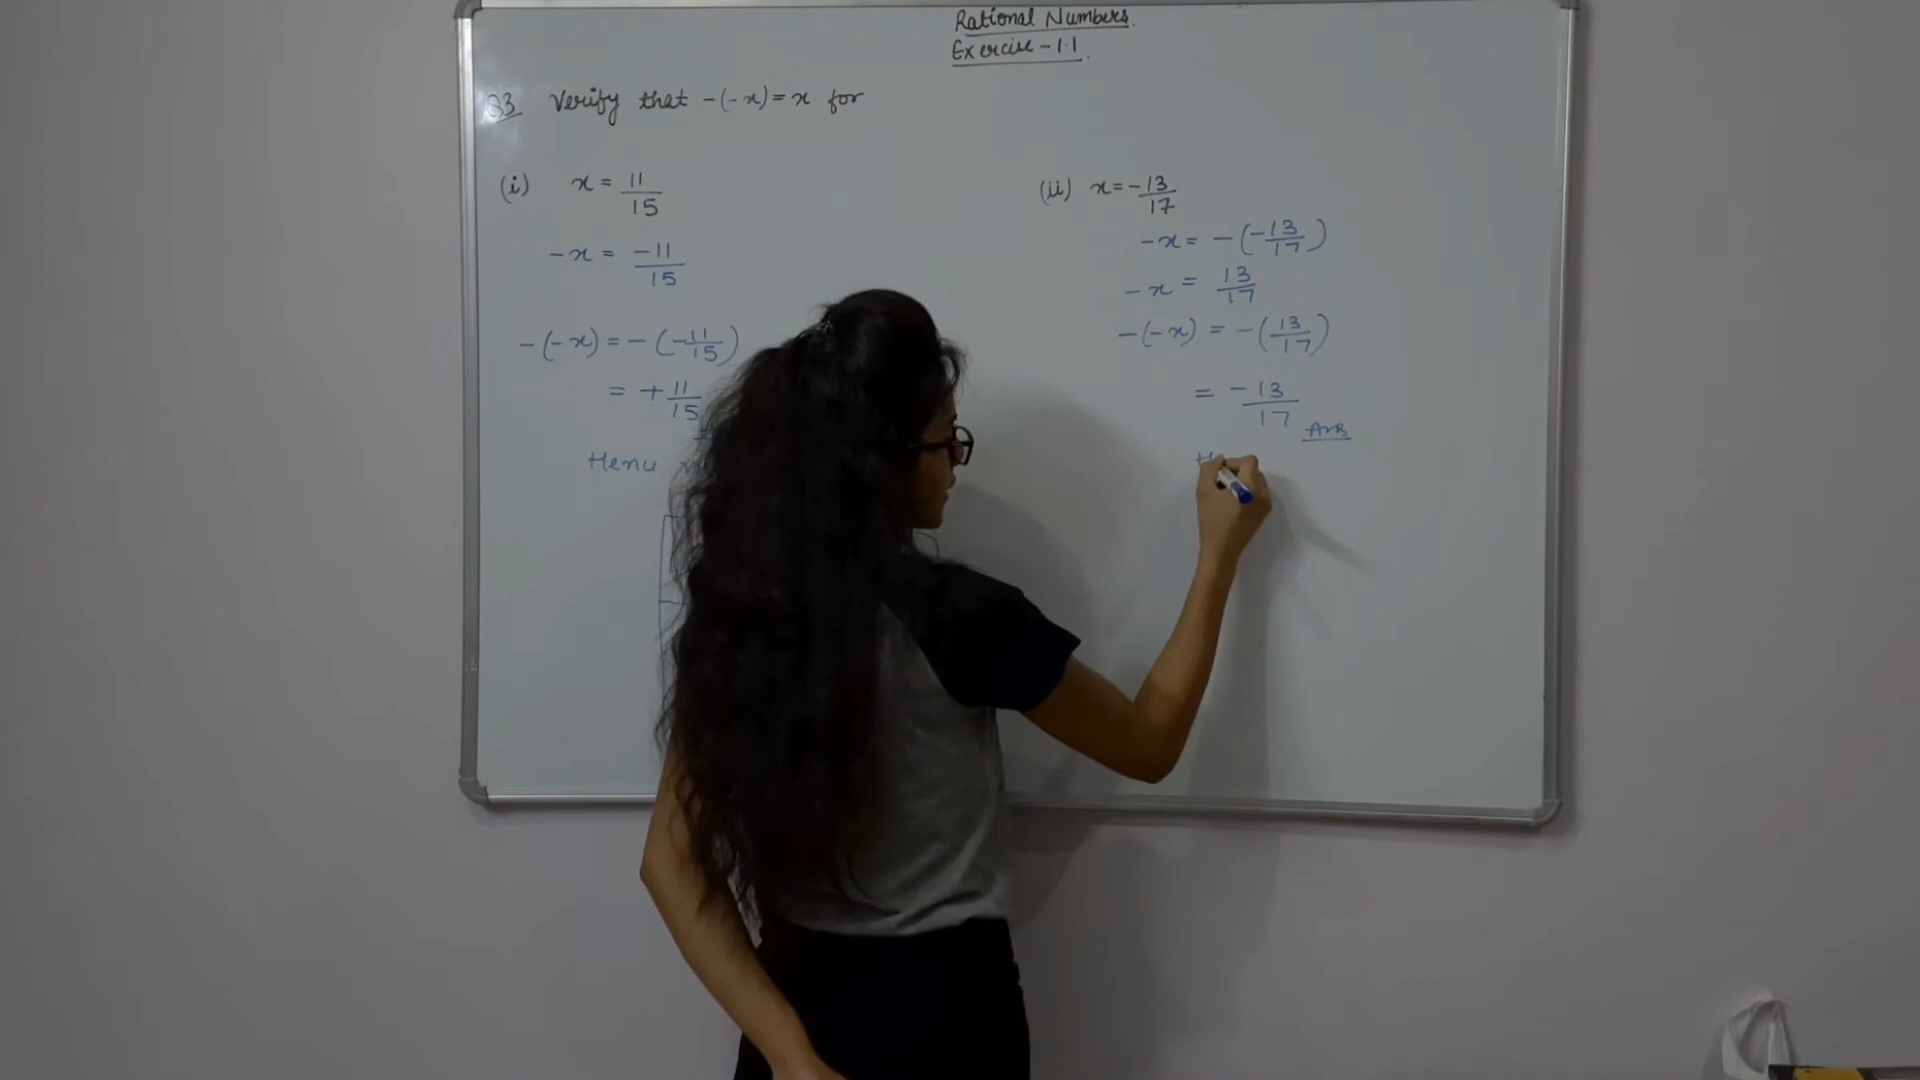 Rational Numbers.
Exercise-1.1.
Q3 Verify that -(-x)=x for
(i) x = 11/15
-x = -11/15
-(-x) = -(-11/15)
= +11/15
Hence
(ii) x = -13/17
-x = -(-13/17)
-x = 13/17
-(-x) = -(13/17)
= -13/17 Ans